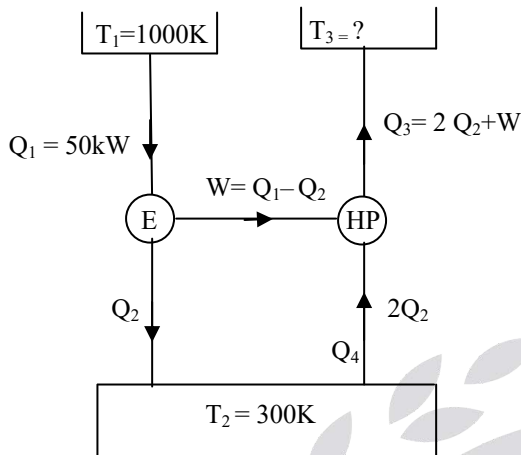 T₁=1000K
T₃ = ?
Q₁ = 50kW
Q₃= 2 Q₂+W
W= Q₁– Q₂
E
HP
Q₂
2Q₂
Q₄
T₂ = 300K